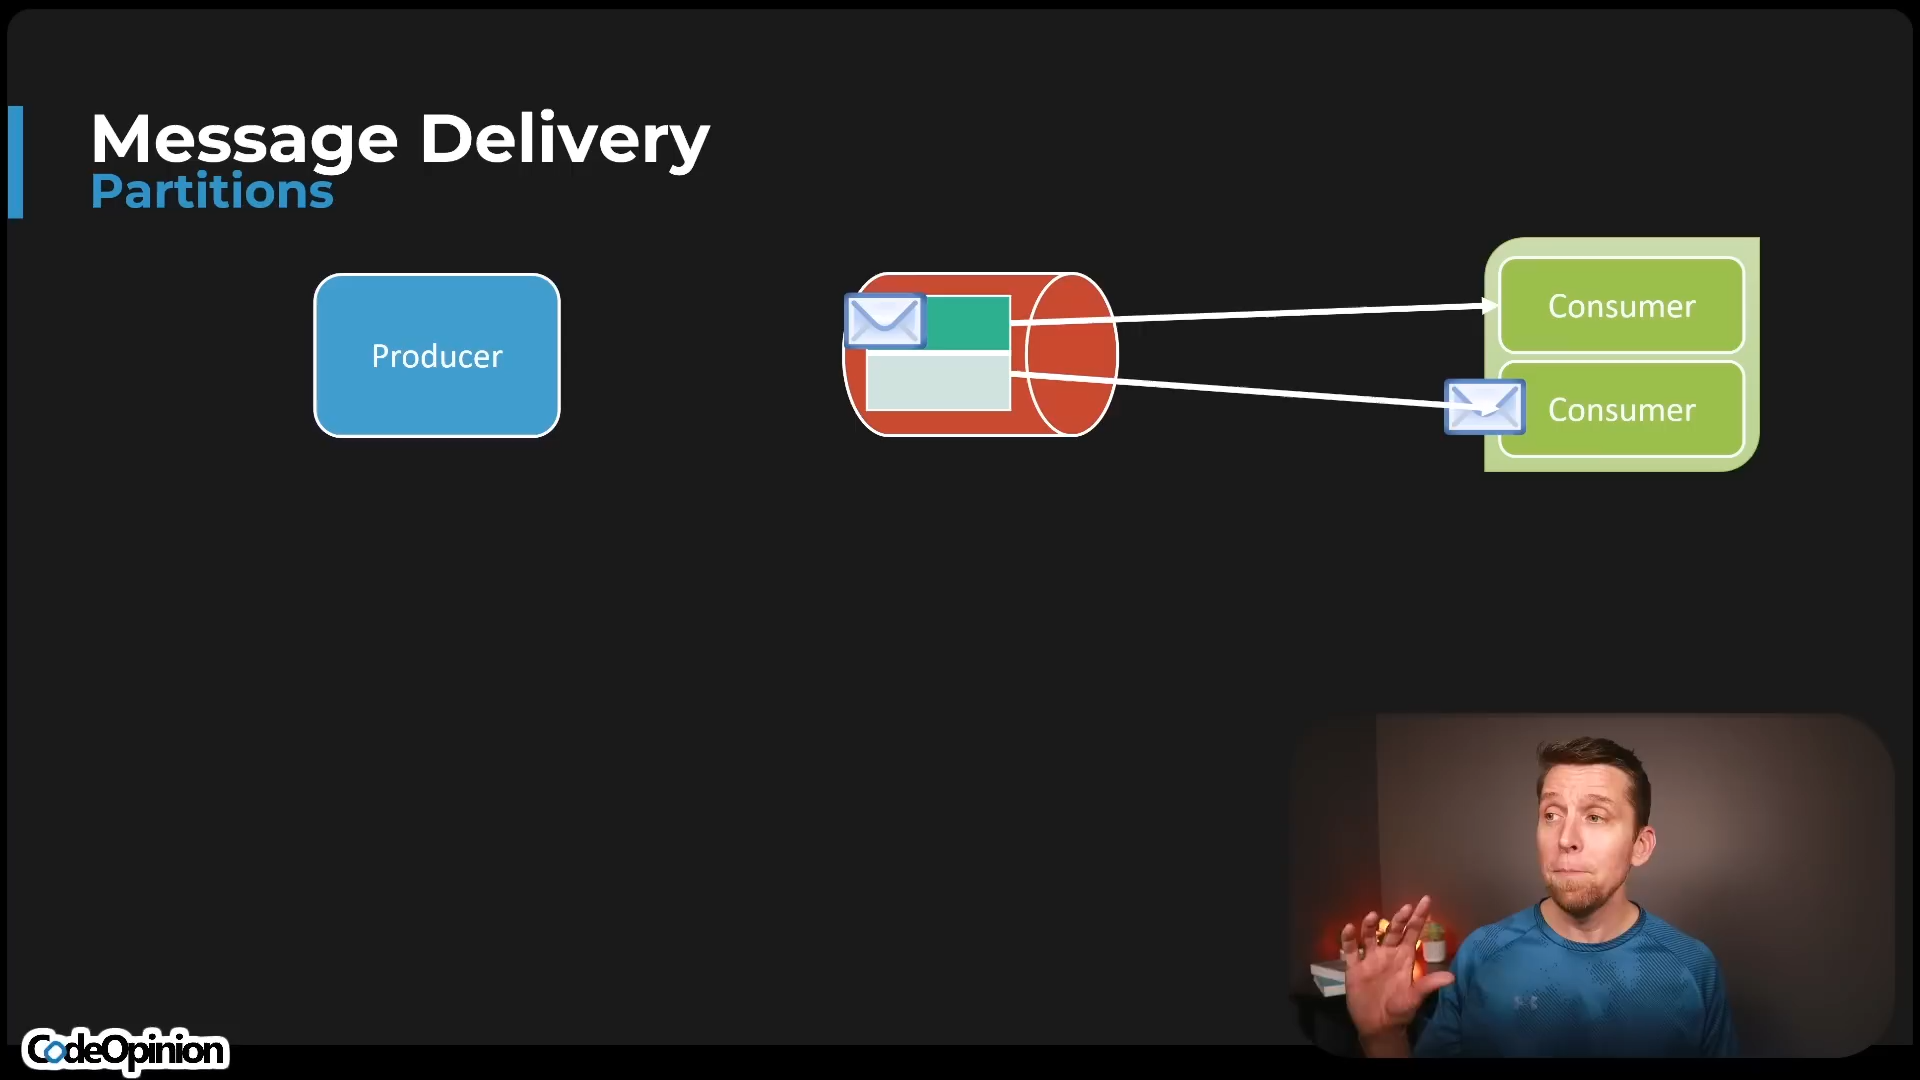 Message Delivery
Partitions
Producer
Consumer
Consumer
CodeOpinion